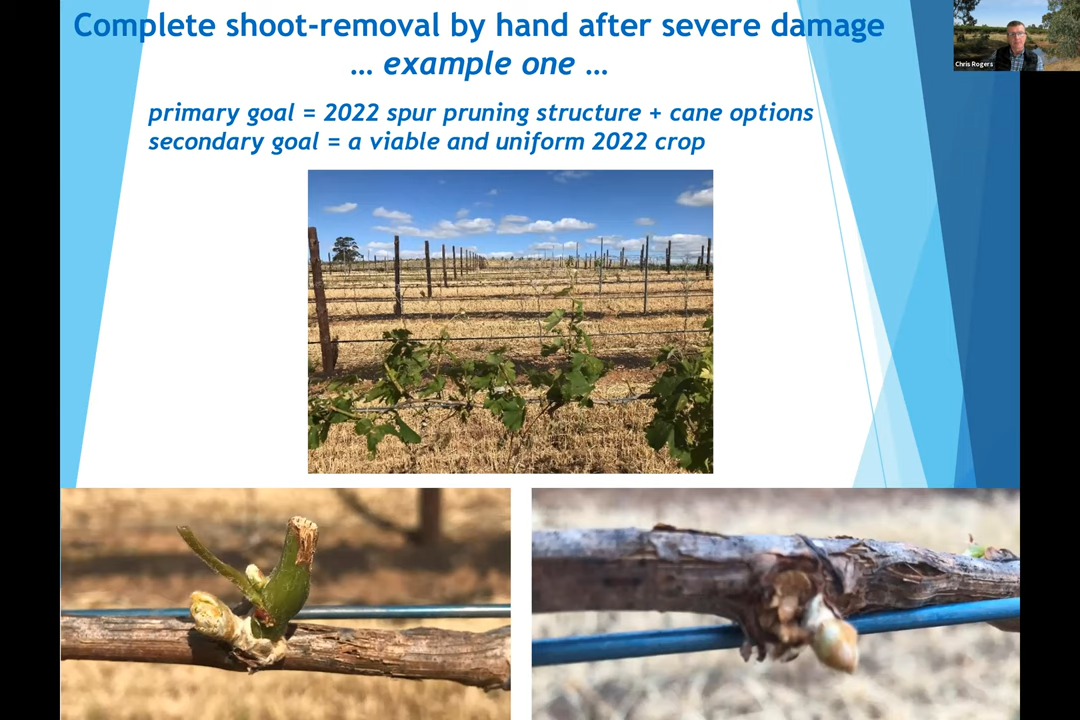 Complete shoot-removal by hand after severe damage
… example one …
primary goal = 2022 spur pruning structure + cane options
secondary goal = a viable and uniform 2022 crop
Chris Rogers